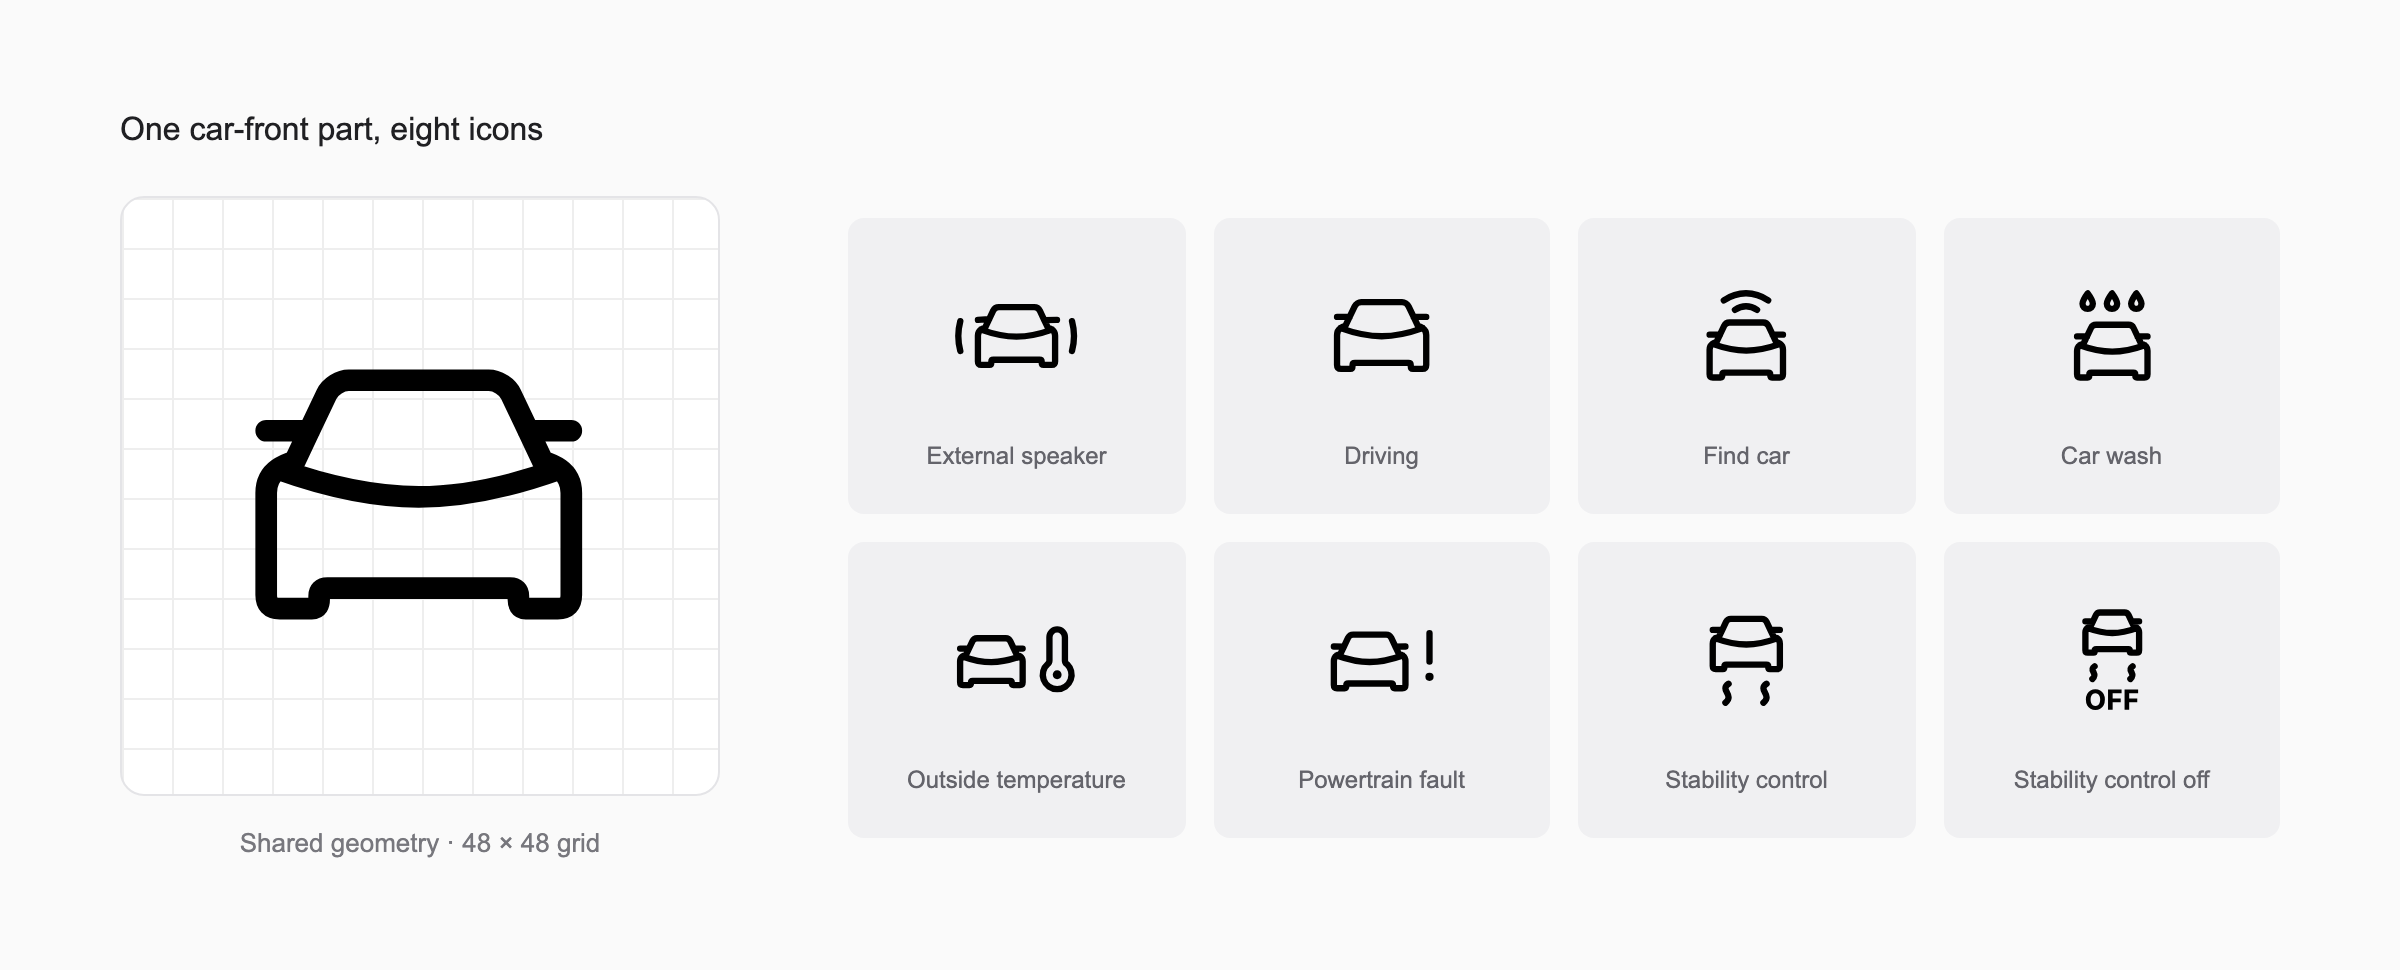 One car-front part, eight icons
External speaker
Driving
Find car
Car wash
OFF
Outside temperature
Powertrain fault
Stability control
Stability control off
Shared geometry · 48 × 48 grid